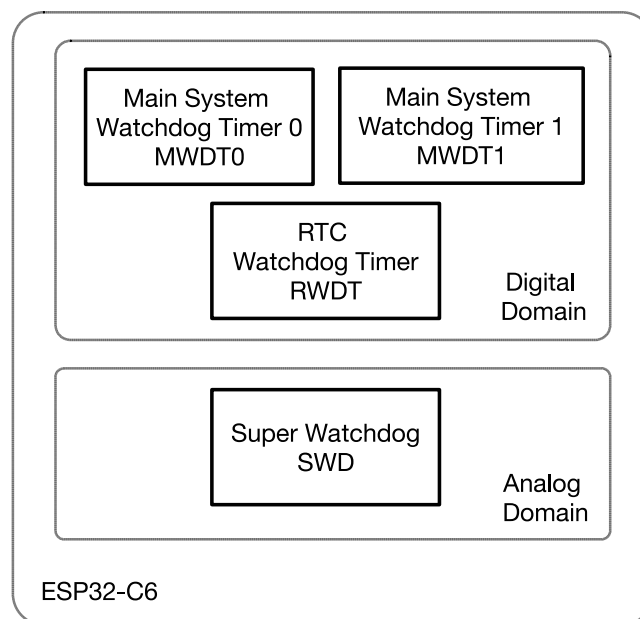 Main System
Watchdog Timer 0
MWDT0
Main System
Watchdog Timer 1
MWDT1
RTC
Watchdog Timer
RWDT
Digital
Domain
Super Watchdog
SWD
Analog
Domain
ESP32-C6